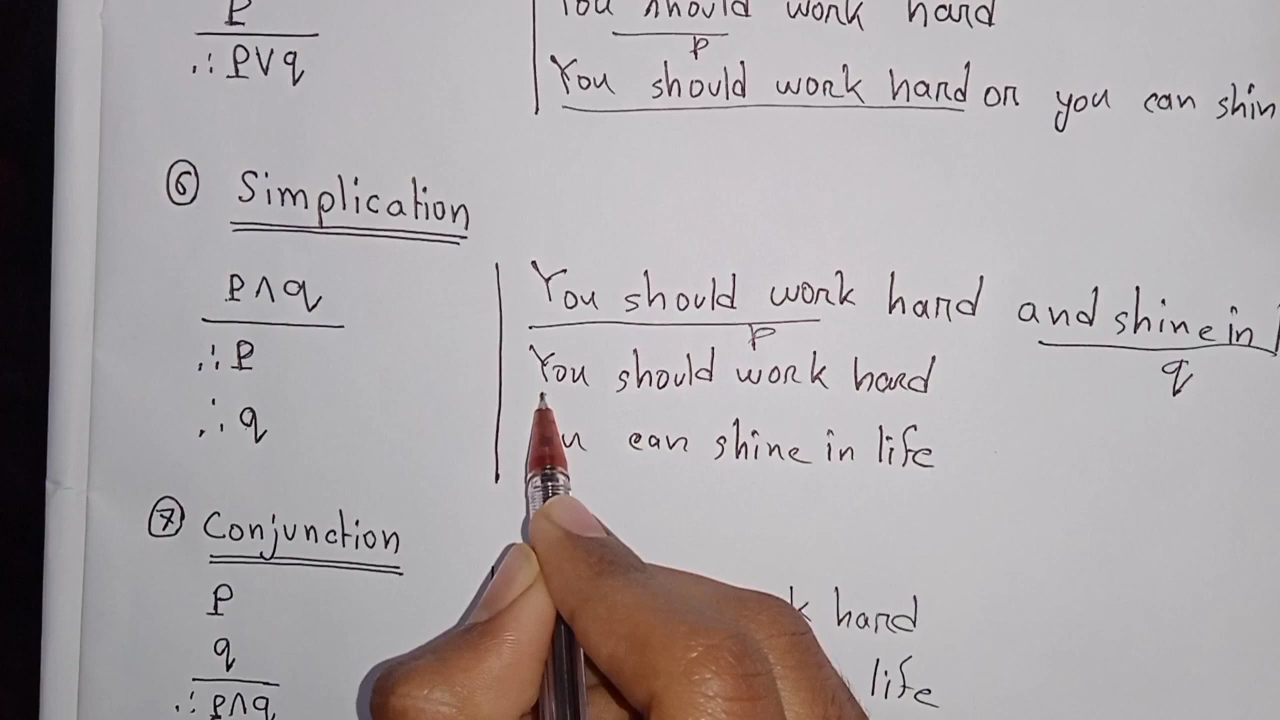 P
∴ P∨q
You should work hard
p
You should work hard or you can shin
⑥ Simplication
P∧q
∴ P
∴ q
You should work hard and shine in
p
q
You should work hard
can shine in life
⑦ Conjunction
P
q
∴ P∧q
hard
life